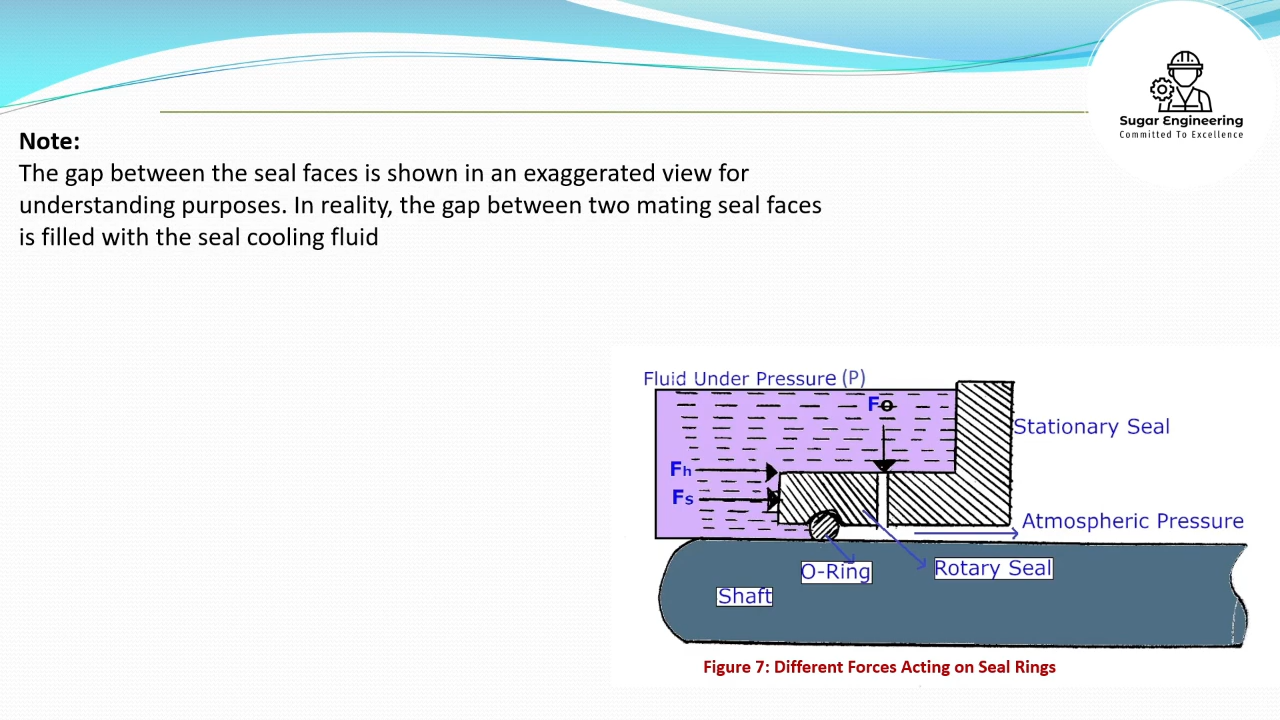 Sugar Engineering
Committed To Excellence
Note:
The gap between the seal faces is shown in an exaggerated view for
understanding purposes. In reality, the gap between two mating seal faces
is filled with the seal cooling fluid
Fluid Under Pressure (P)
Fo
Stationary Seal
Fh
Fs
Atmospheric Pressure
O-Ring
Rotary Seal
Shaft
Figure 7: Different Forces Acting on Seal Rings